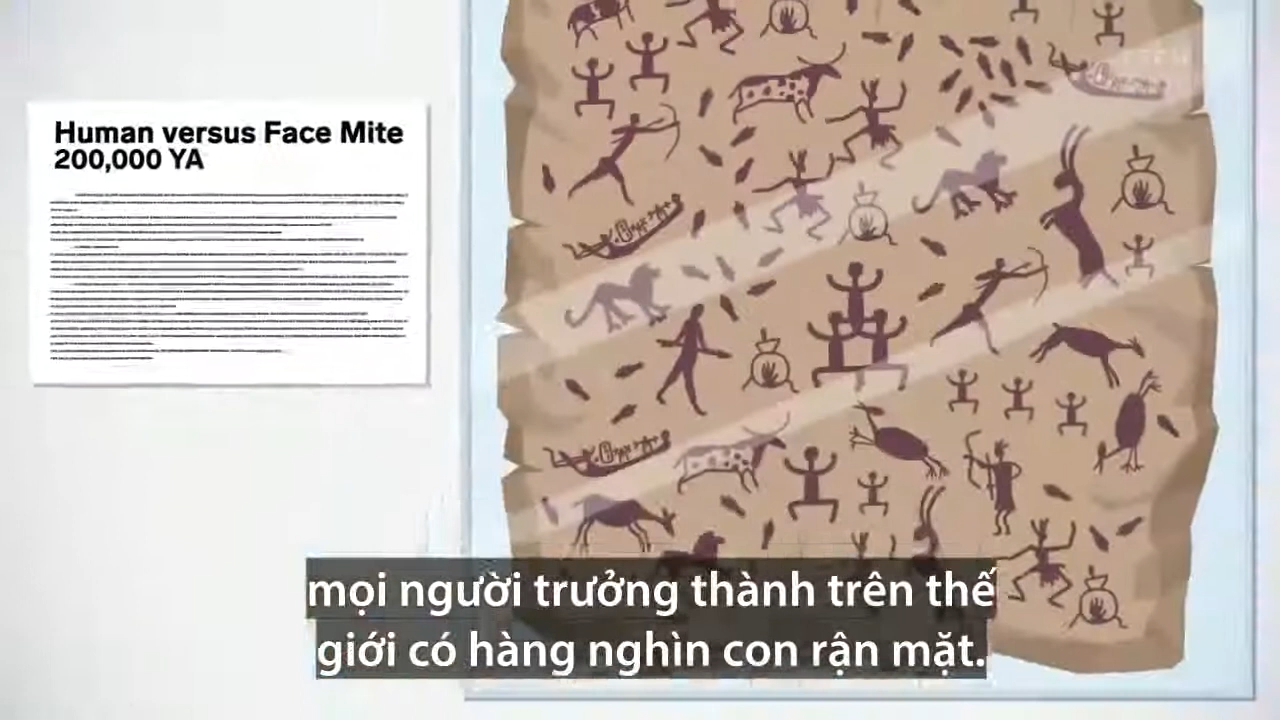 Human versus Face Mite
200,000 YA
mọi người trưởng thành trên thế
giới có hàng nghìn con rận mặt.